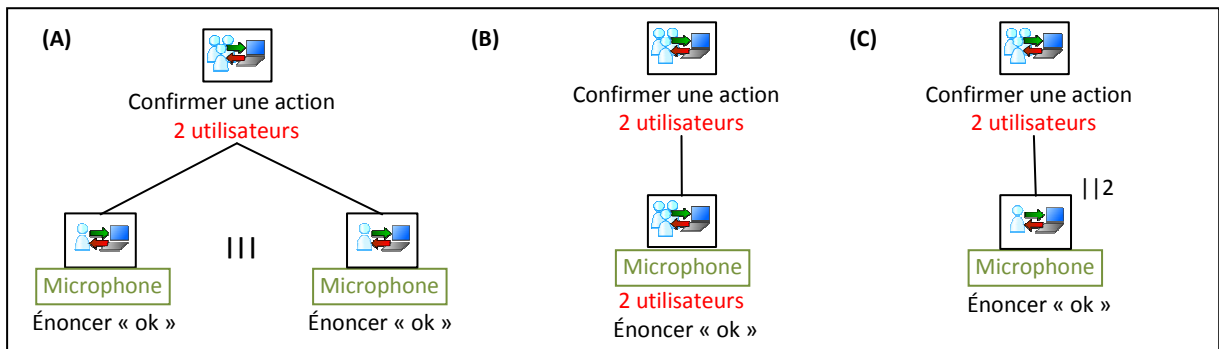 (A)
Confirmer une action
2 utilisateurs
|||
Microphone
Énoncer « ok »
Microphone
Énoncer « ok »
(B)
Confirmer une action
2 utilisateurs
Microphone
2 utilisateurs
Énoncer « ok »
(C)
Confirmer une action
2 utilisateurs
||2
Microphone
Énoncer « ok »